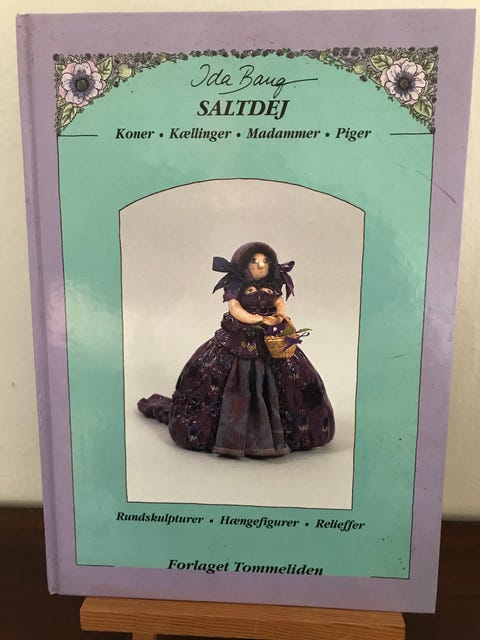 Ida Bang
SALTDEJ
Koner • Kællinger • Madammer • Piger
Rundskulpturer • Hængefigurer • Relieffer
Forlaget Tommeliden